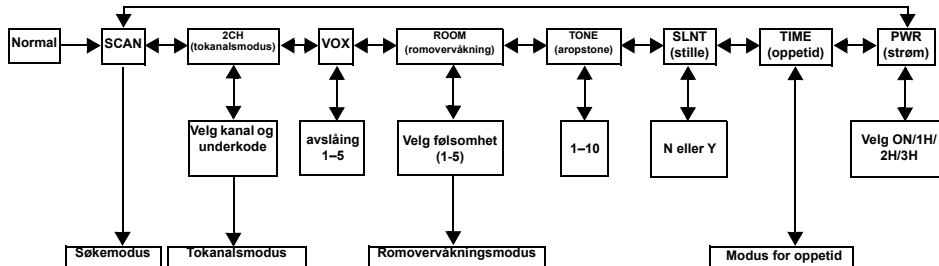 Normal
SCAN
2CH
(tokanalsmodus)
VOX
ROOM
(romovervåkning)
TONE
(aropstone)
SLNT
(stille)
TIME
(oppetid)
PWR
(strøm)
Velg kanal og
underkode
avslåing
1–5
Velg følsomhet
(1-5)
1–10
N eller Y
Velg ON/1H/
2H/3H
Søkemodus
Tokanalsmodus
Romovervåkningsmodus
Modus for oppetid